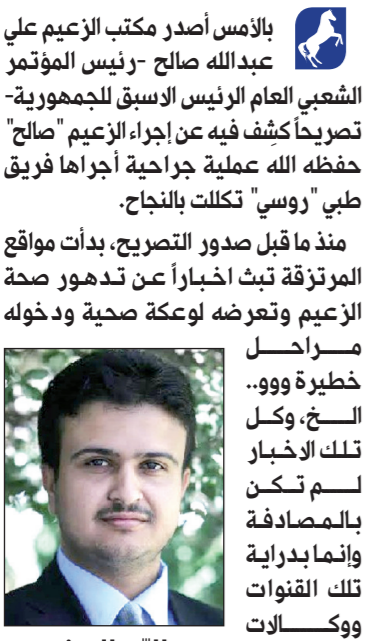 بالأمس أصدر مكتب الزعيم علي
عبدالله صالح -رئيس المؤتمر
الشعبي العام الرئيس الاسبق للجمهورية-
تصريحاً كشِف فيه عن إجراء الزعيم "صالح"
حفظه الله عملية جراحية أجراها فريق
طبي "روسي" تكللت بالنجاح.
منذ ما قبل صدور التصريح، بدأت مواقع
المرتزقة تبث اخباراً عن تدهور صحة
الزعيم وتعرضه لوعكة صحية ودخوله
مراحل
خطيرة ووو..
الخ، وكل
تلك الاخبار
لم تكن
بالمصادفة
وإنما بدراية
تلك القنوات
ووكالات